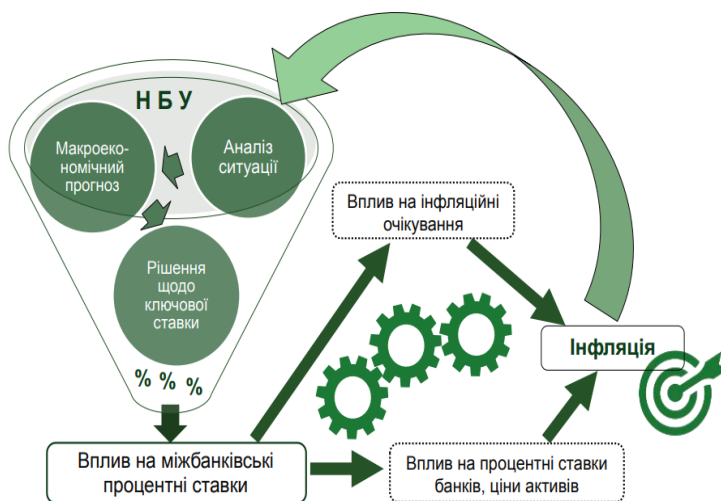 Н Б У
Макроеко-
номічний
прогноз
Аналіз
ситуації
Рішення
щодо
ключової
ставки
% % %
Вплив на міжбанківські
процентні ставки
Вплив на інфляційні
очікування
Вплив на процентні ставки
банків, ціни активів
Інфляція